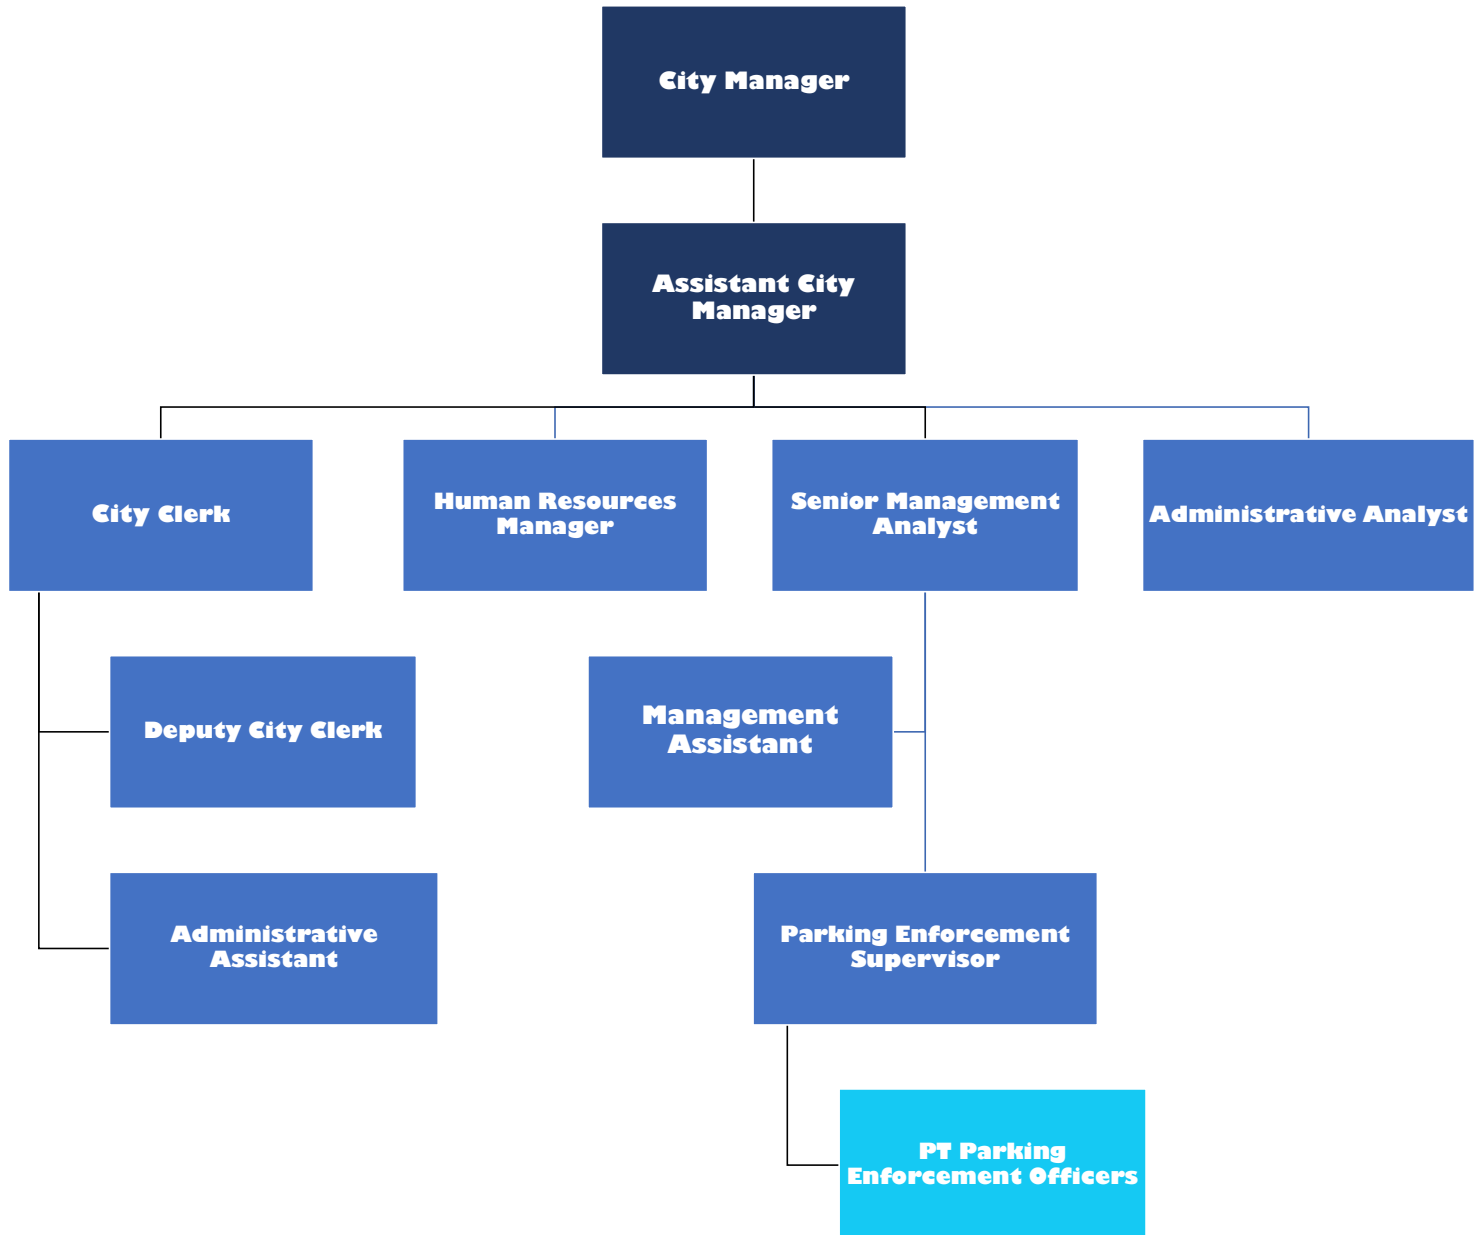 City Manager
Assistant City
Manager
City Clerk
Human Resources
Manager
Senior Management
Analyst
Administrative Analyst
Deputy City Clerk
Management
Assistant
Administrative
Assistant
Parking Enforcement
Supervisor
PT Parking
Enforcement Officers